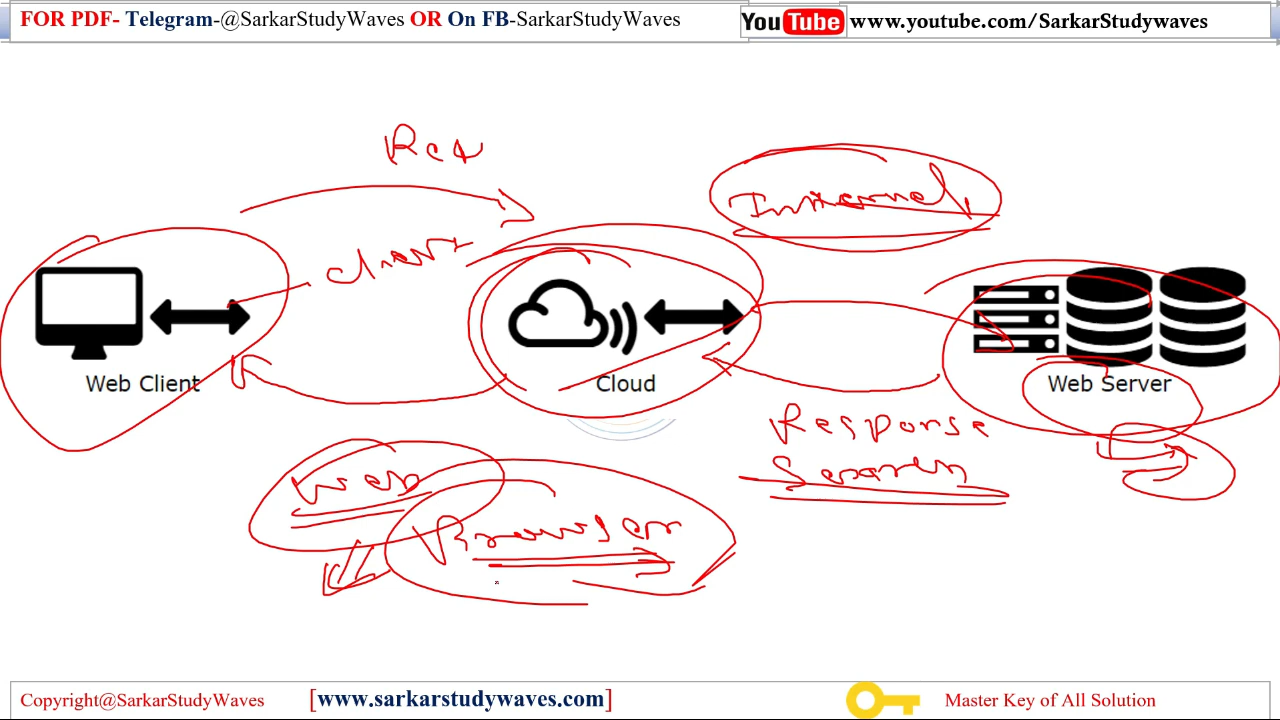 FOR PDF- Telegram-@SarkarStudyWaves OR On FB-SarkarStudyWaves
YouTube www.youtube.com/SarkarStudywaves
Req
Internet
client
Web Client
Cloud
Web Server
Response
Search
Web
Browser
Copyright@SarkarStudyWaves
[www.sarkarstudywaves.com]
Master Key of All Solution